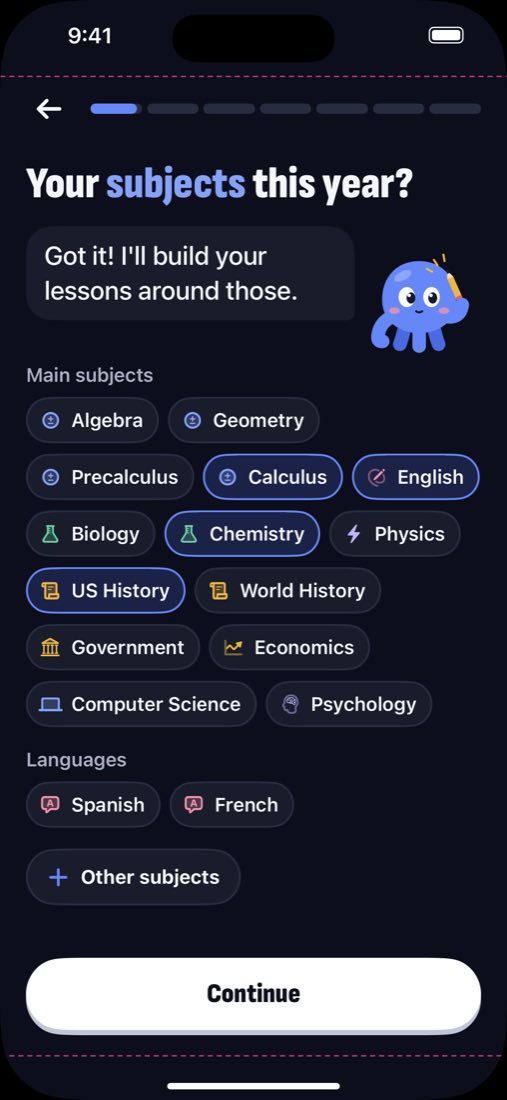 9:41
Your subjects this year?
Got it! I'll build your
lessons around those.
Main subjects
Algebra Geometry
Precalculus Calculus English
Biology Chemistry Physics
US History World History
Government Economics
Computer Science Psychology
Languages
A Spanish A French
+ Other subjects
Continue